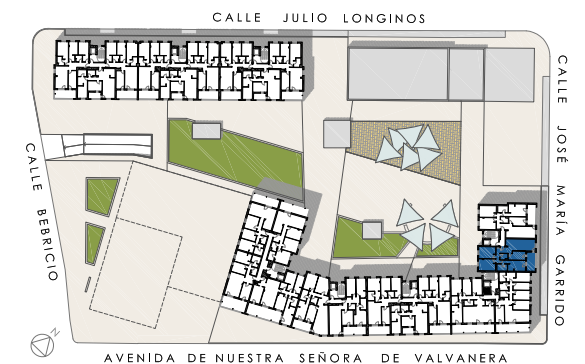 CALLE JULIO LONGINOS
CALLE JOSÉ MARÍA GARRIDO
CALLE BEBRICIO
N
AVENIDA DE NUESTRA SEÑORA DE VALVANERA